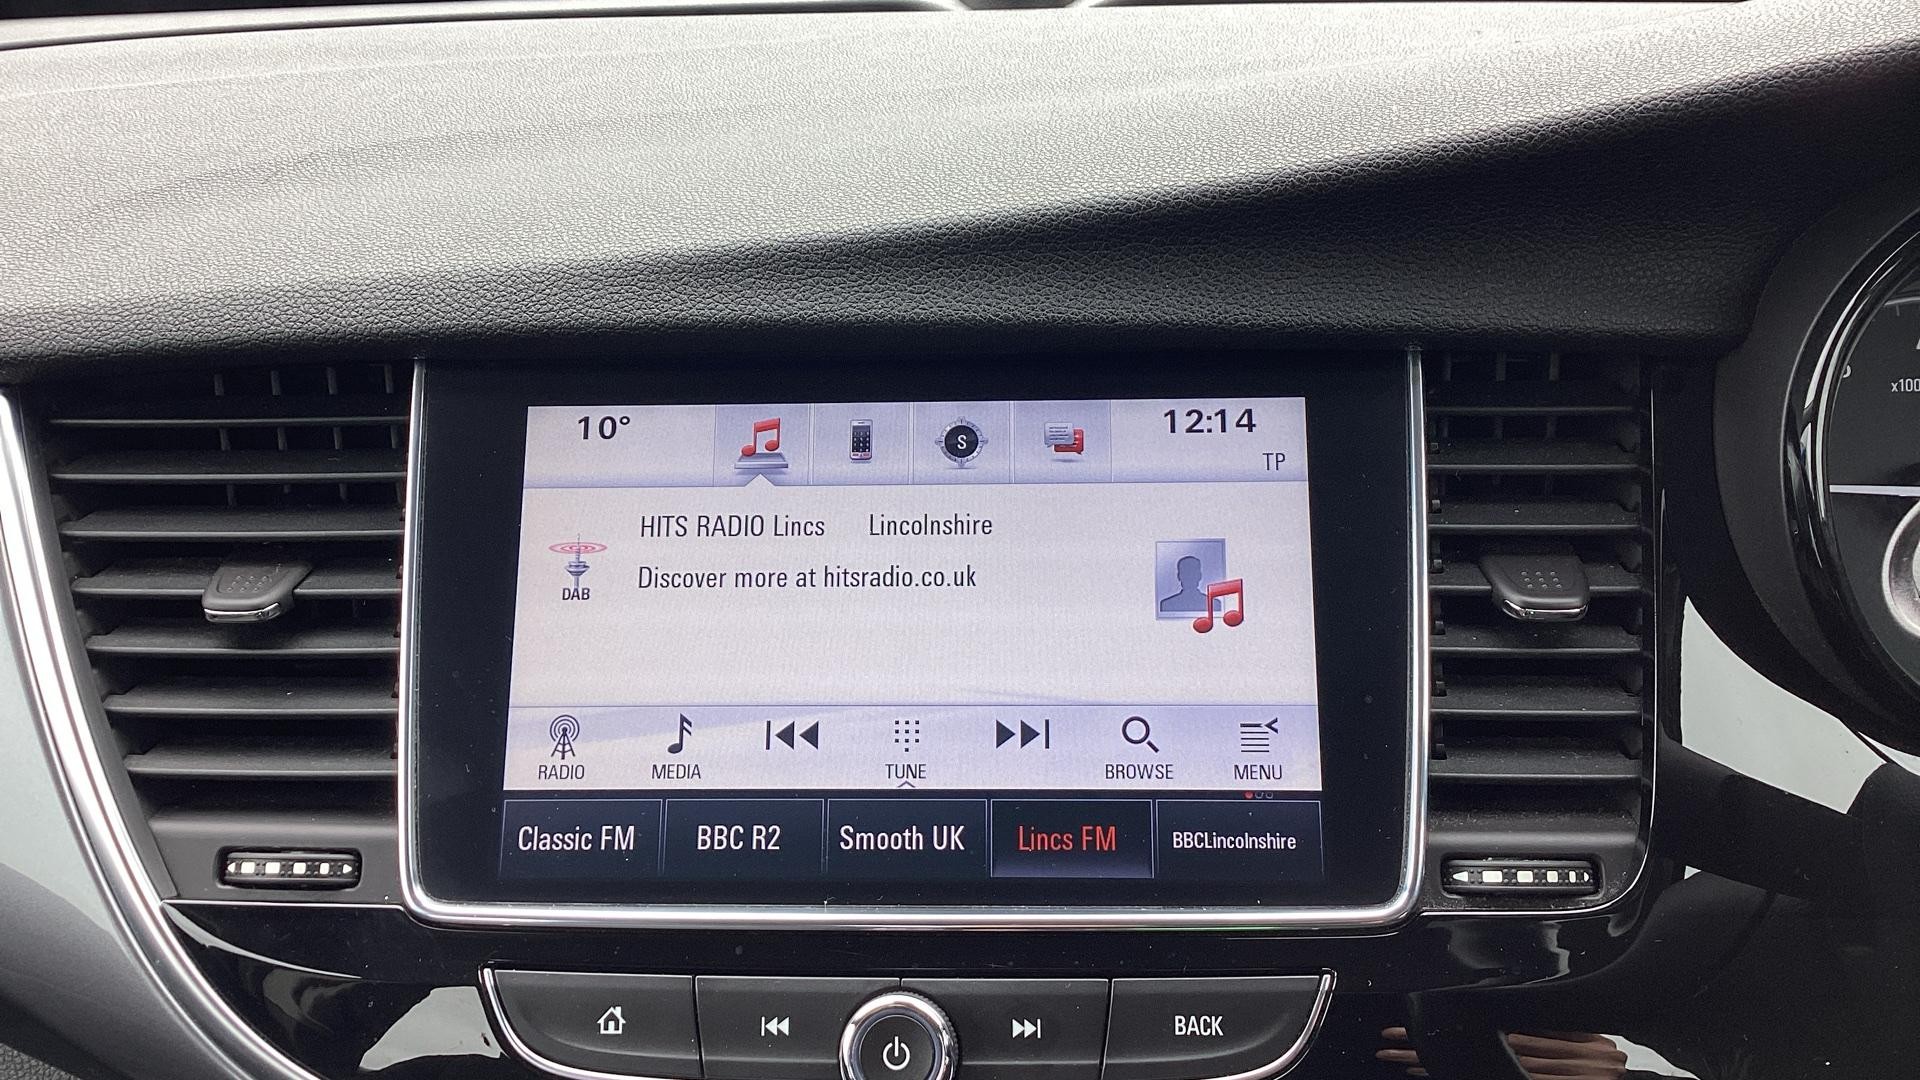 10° 12:14
S
TP
x100
HITS RADIO Lincs Lincolnshire
Discover more at hitsradio.co.uk
DAB
RADIO MEDIA TUNE BROWSE MENU
Classic FM BBC R2 Smooth UK Lincs FM BBCLincolnshire
BACK